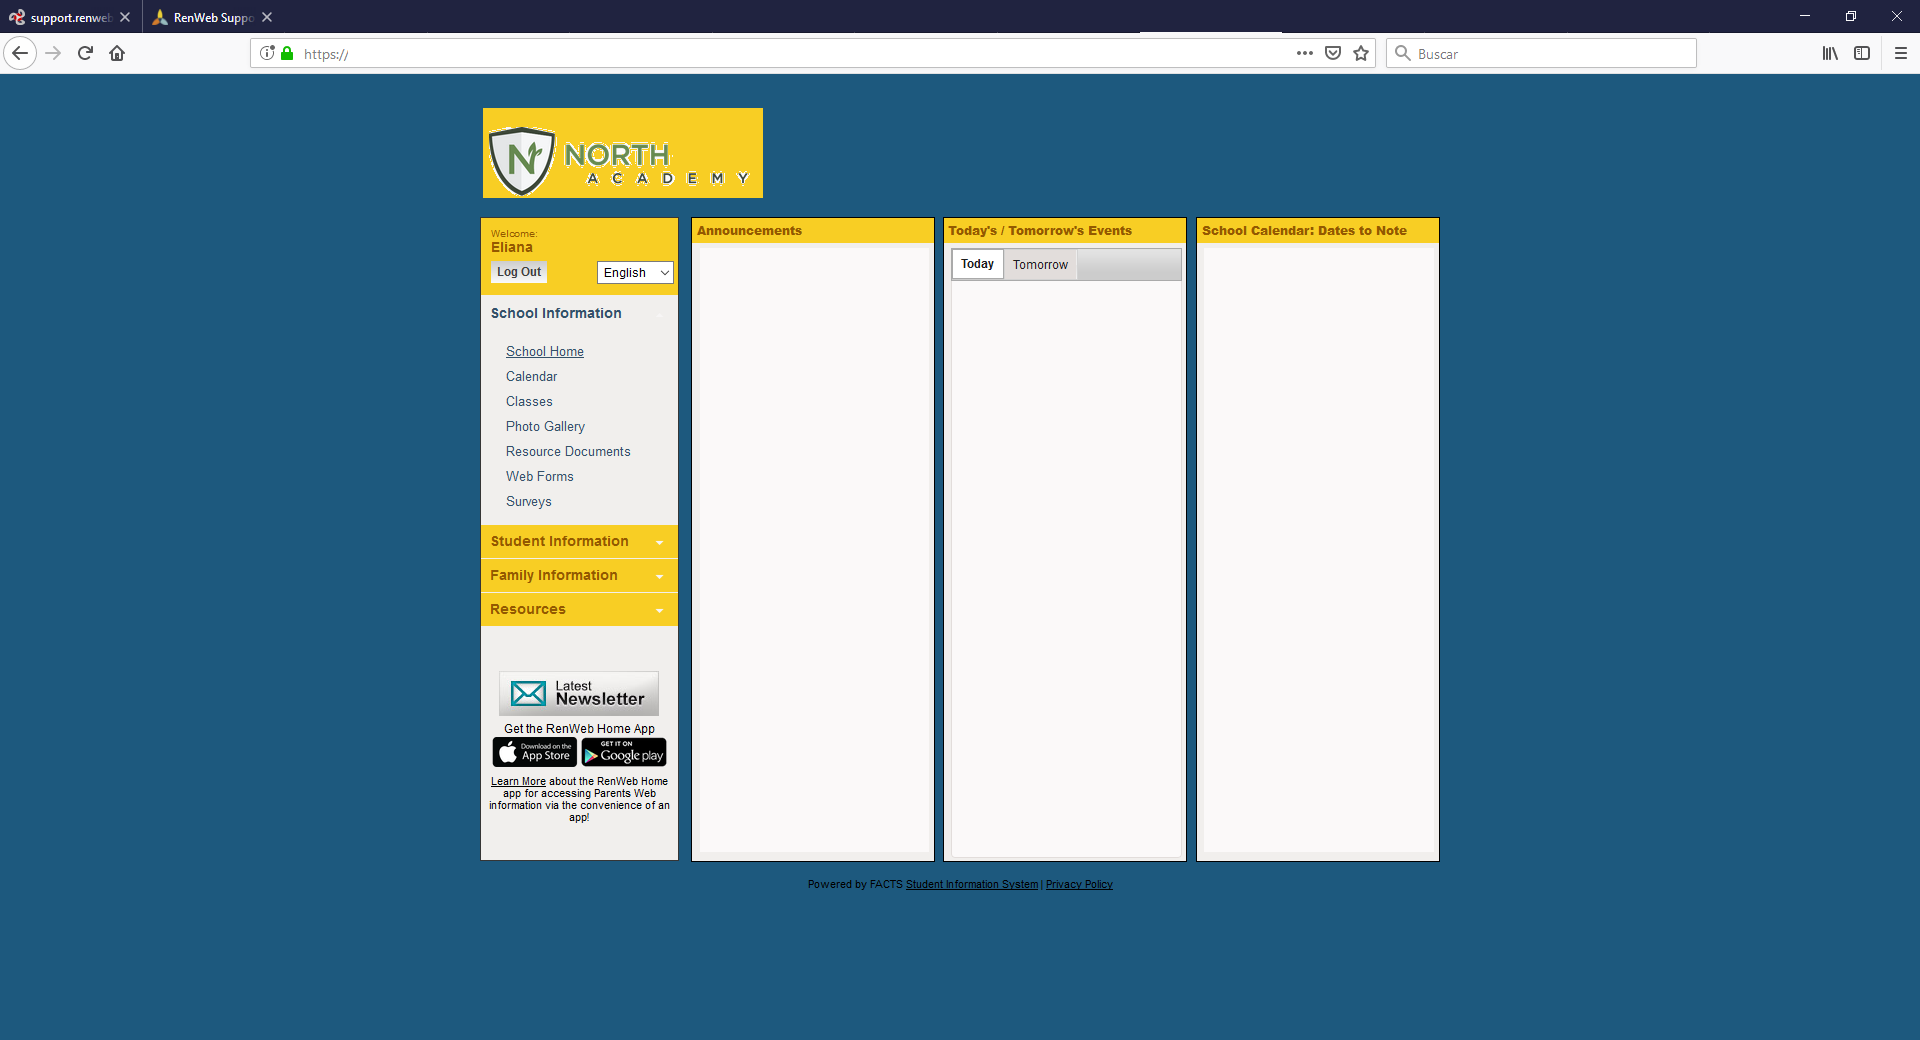 support.renweb
RenWeb Suppo
https://
Buscar
NORTH
ACADEMY
Welcome:
Eliana
Log Out
English
School Information
School Home
Calendar
Classes
Photo Gallery
Resource Documents
Web Forms
Surveys
Student Information
Family Information
Resources
Latest
Newsletter
Get the RenWeb Home App
Download on the
App Store
GET IT ON
Google play
Learn More about the RenWeb Home
app for accessing Parents Web
information via the convenience of an
app!
Announcements
Today's / Tomorrow's Events
Today
Tomorrow
School Calendar: Dates to Note
Powered by FACTS Student Information System | Privacy Policy